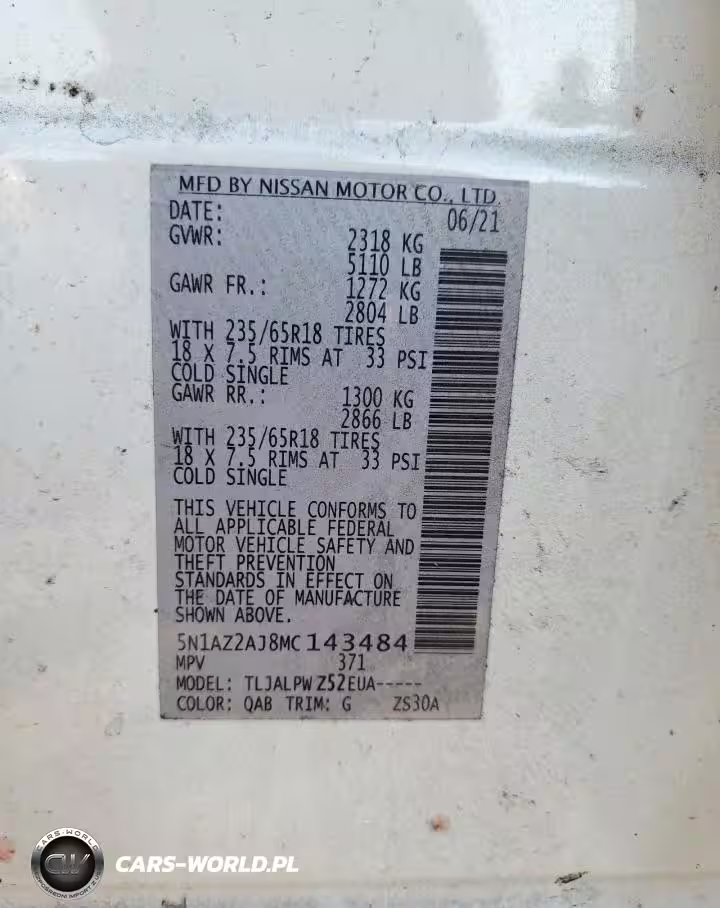 MFD BY NISSAN MOTOR CO., LTD.
DATE: 06/21
GVWR: 2318 KG
5110 LB
GAWR FR.: 1272 KG
2804 LB
WITH 235/65R18 TIRES
18 X 7.5 RIMS AT 33 PSI
COLD SINGLE
GAWR RR.: 1300 KG
2866 LB
WITH 235/65R18 TIRES
18 X 7.5 RIMS AT 33 PSI
COLD SINGLE
THIS VEHICLE CONFORMS TO
ALL APPLICABLE FEDERAL
MOTOR VEHICLE SAFETY AND
THEFT PREVENTION
STANDARDS IN EFFECT ON
THE DATE OF MANUFACTURE
SHOWN ABOVE.
5N1AZ2AJ8MC143484
MPV 371
MODEL: TLJALPWZ52EUA-----
COLOR: QAB TRIM: G ZS30A
CARS-WORLD
CW
CARS-WORLD.PL